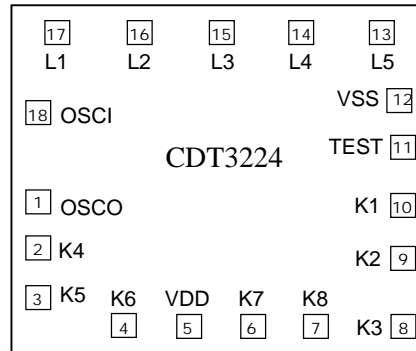 17 16 15 14 13
L1 L2 L3 L4 L5
VSS 12
18 OSCI
TEST 11
CDT3224
1 OSCO K1 10
2 K4 K2 9
3 K5 K6 VDD K7 K8
4 5 6 7 K3 8